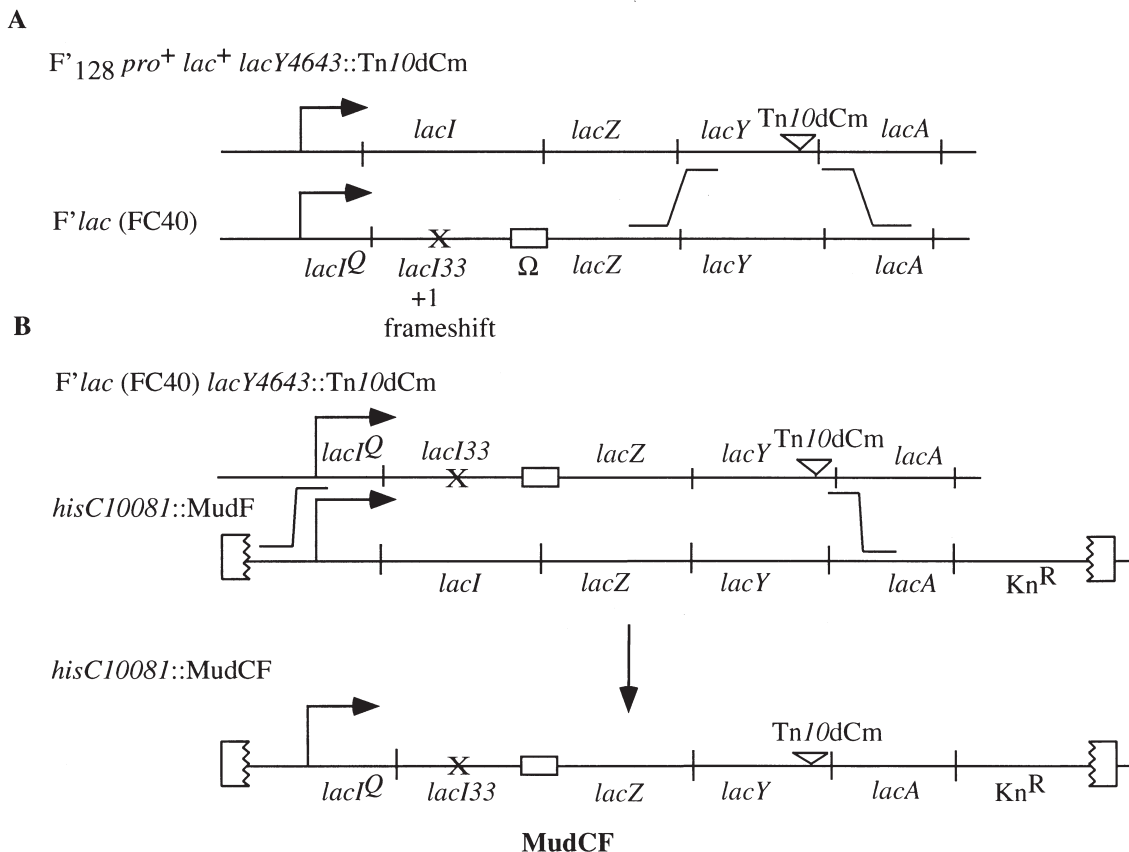 A
F'128 pro+ lac+ lacY4643::Tn10dCm
Tn10dCm
lacI lacZ lacY lacA
F'lac (FC40)
lacIQ lacI33 Ω lacZ lacY lacA
+1
frameshift
B
F'lac (FC40) lacY4643::Tn10dCm
Tn10dCm
lacIQ lacI33 lacZ lacY lacA
hisC10081::MudF
lacI lacZ lacY lacA KnR
hisC10081::MudCF
Tn10dCm
lacIQ lacI33 lacZ lacY lacA KnR
MudCF